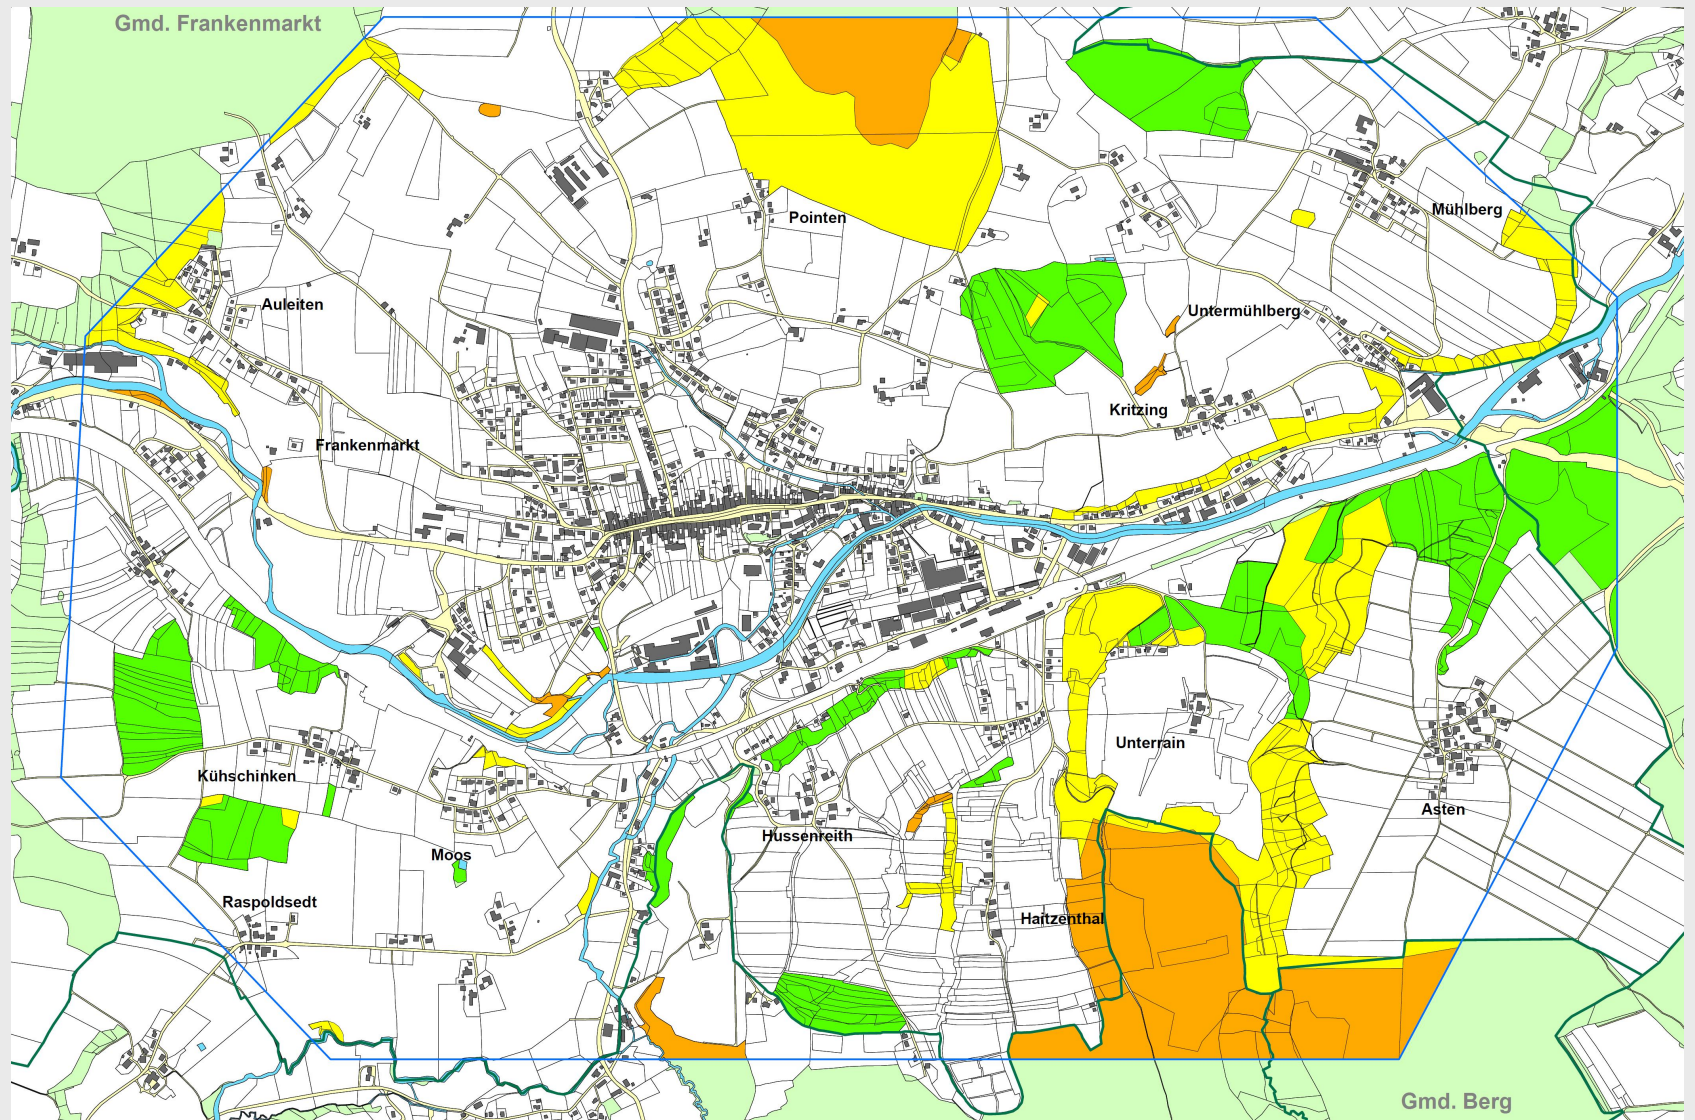 Gmd. Frankenmarkt
Pointen
Mühlberg
Auleiten
Untermühlberg
Kritzing
Frankenmarkt
Unterrain
Kühschinken
Asten
Hussenreith
Moos
Raspoldsedt
Haitzenthal
Gmd. Berg